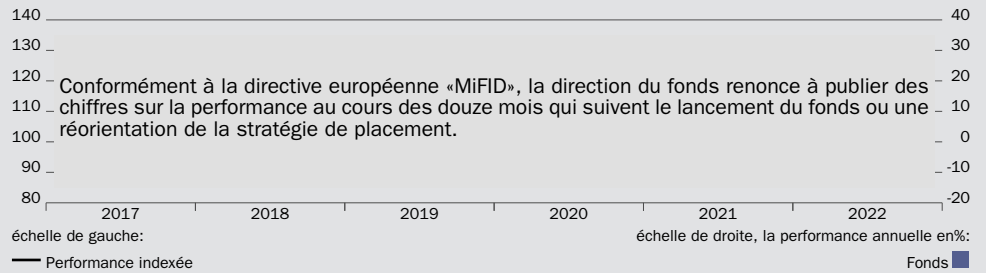 140 40
130 30
120 20
110 10
100 0
90 -10
80 -20
Conformément à la directive européenne «MiFID», la direction du fonds renonce à publier des
chiffres sur la performance au cours des douze mois qui suivent le lancement du fonds ou une
réorientation de la stratégie de placement.
2017 2018 2019 2020 2021 2022
échelle de gauche: échelle de droite, la performance annuelle en%:
Performance indexée Fonds